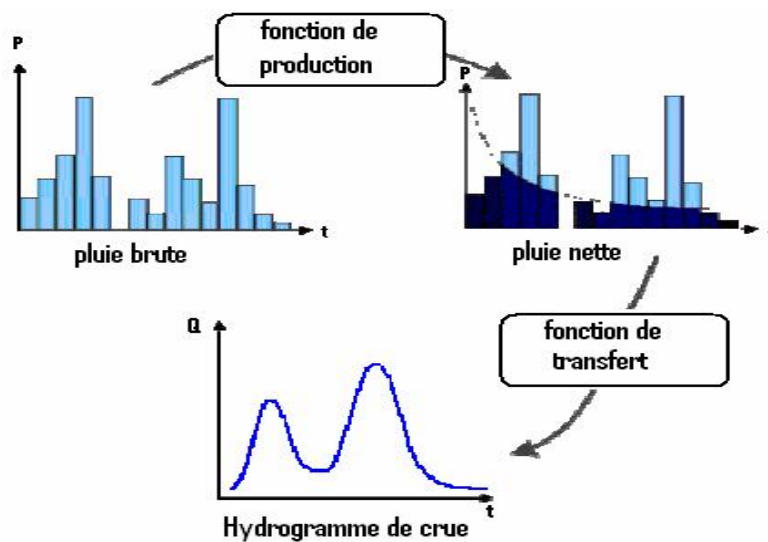 fonction de
production
P
t
pluie brute
P
pluie nette
fonction de
transfert
Q
t
Hydrogramme de crue